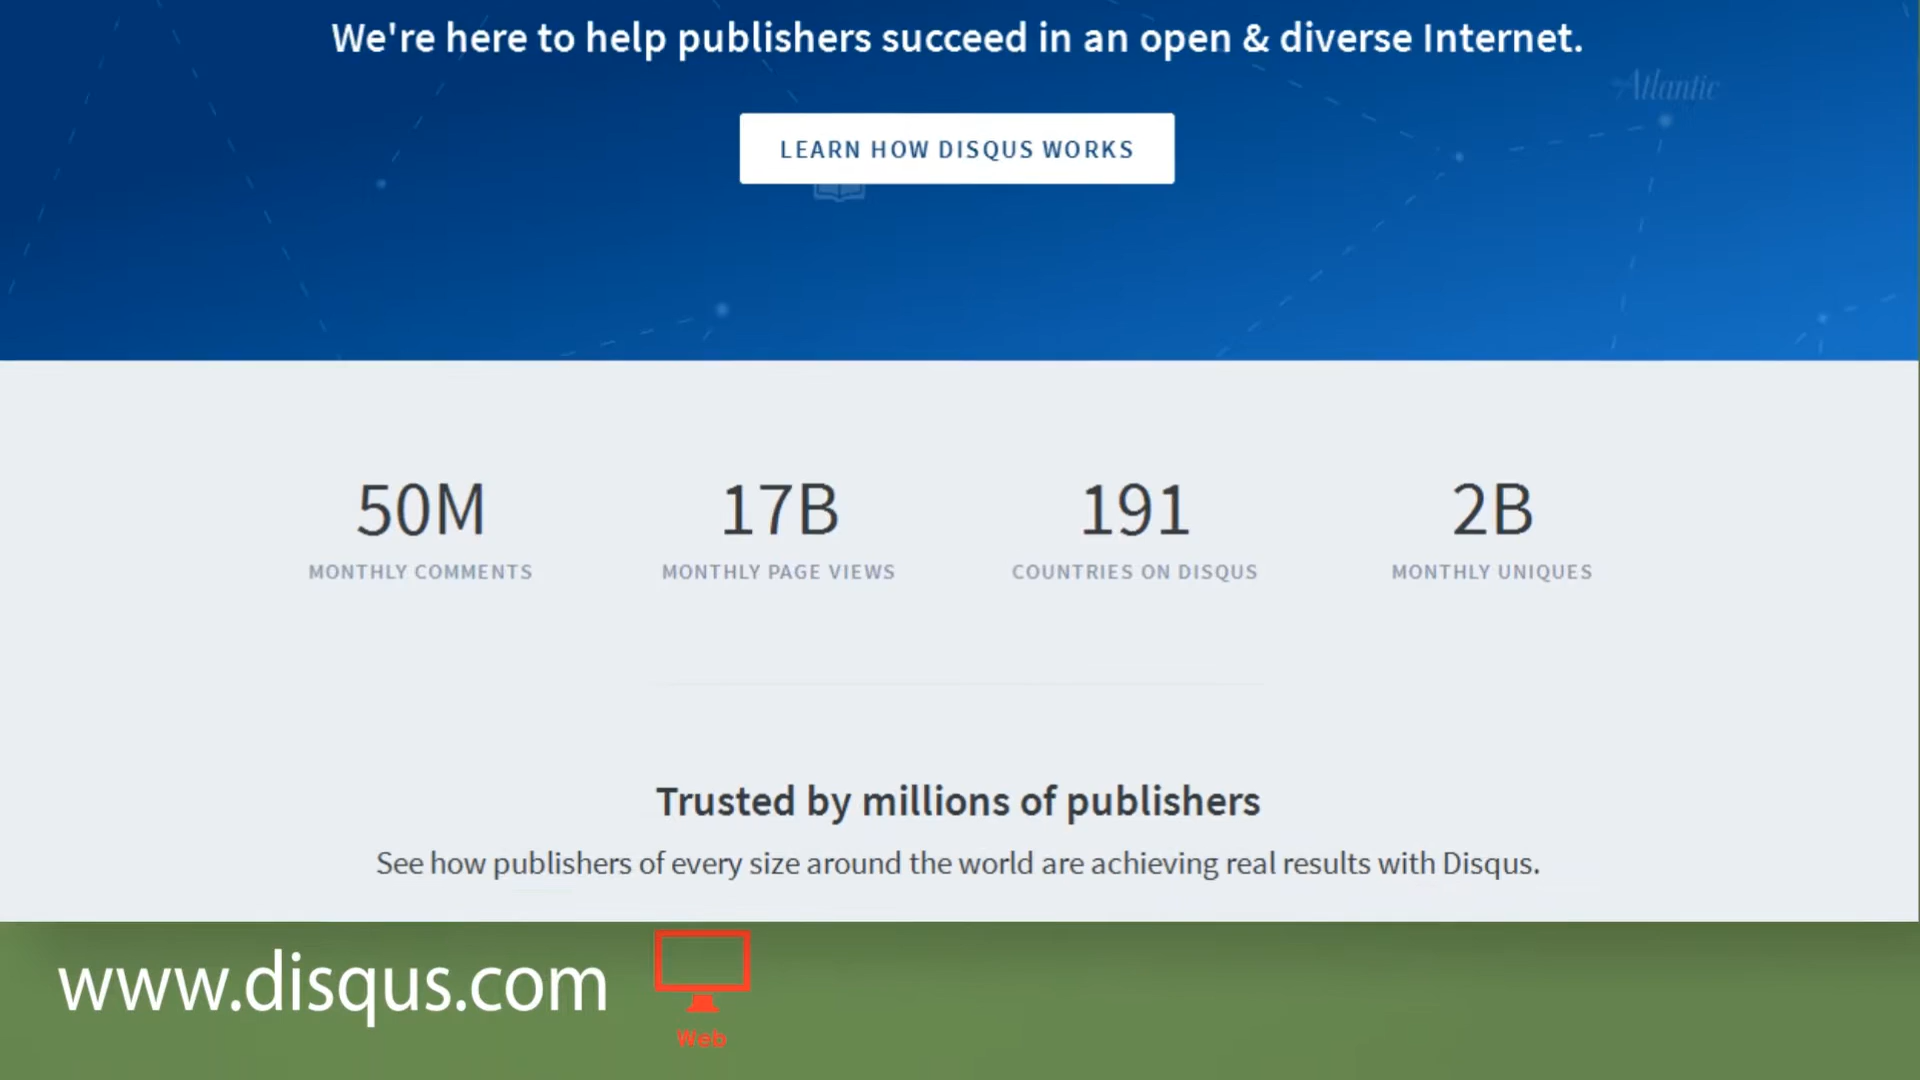 We're here to help publishers succeed in an open & diverse Internet.
Atlantic
LEARN HOW DISQUS WORKS
50M 17B 191 2B
MONTHLY COMMENTS MONTHLY PAGE VIEWS COUNTRIES ON DISQUS MONTHLY UNIQUES
Trusted by millions of publishers
See how publishers of every size around the world are achieving real results with Disqus.
www.disqus.com
Web